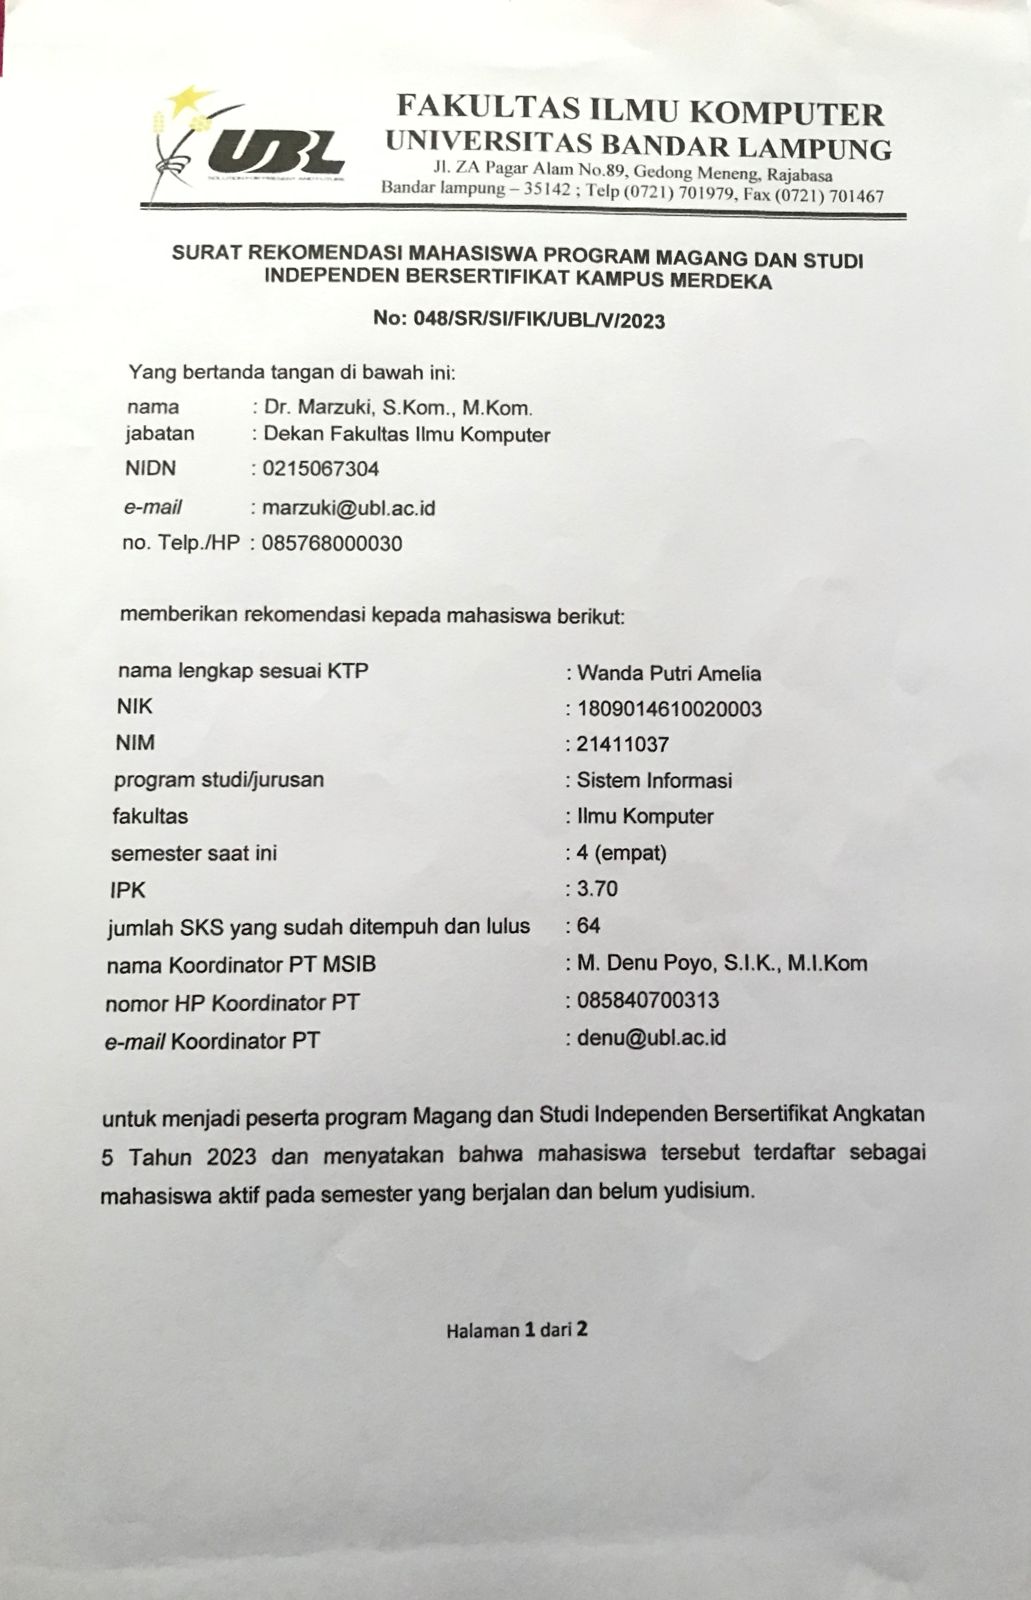 UBL
FAKULTAS ILMU KOMPUTER
UNIVERSITAS BANDAR LAMPUNG
Jl. ZA Pagar Alam No.89, Gedong Meneng, Rajabasa
Bandar lampung – 35142 ; Telp (0721) 701979, Fax (0721) 701467
SURAT REKOMENDASI MAHASISWA PROGRAM MAGANG DAN STUDI
INDEPENDEN BERSERTIFIKAT KAMPUS MERDEKA
No: 048/SR/SI/FIK/UBL/V/2023
Yang bertanda tangan di bawah ini:
nama : Dr. Marzuki, S.Kom., M.Kom.
jabatan : Dekan Fakultas Ilmu Komputer
NIDN : 0215067304
e-mail : marzuki@ubl.ac.id
no. Telp./HP : 085768000030
memberikan rekomendasi kepada mahasiswa berikut:
nama lengkap sesuai KTP : Wanda Putri Amelia
NIK : 1809014610020003
NIM : 21411037
program studi/jurusan : Sistem Informasi
fakultas : Ilmu Komputer
semester saat ini : 4 (empat)
IPK : 3.70
jumlah SKS yang sudah ditempuh dan lulus : 64
nama Koordinator PT MSIB : M. Denu Poyo, S.I.K., M.I.Kom
nomor HP Koordinator PT : 085840700313
e-mail Koordinator PT : denu@ubl.ac.id
untuk menjadi peserta program Magang dan Studi Independen Bersertifikat Angkatan
5 Tahun 2023 dan menyatakan bahwa mahasiswa tersebut terdaftar sebagai
mahasiswa aktif pada semester yang berjalan dan belum yudisium.
Halaman 1 dari 2